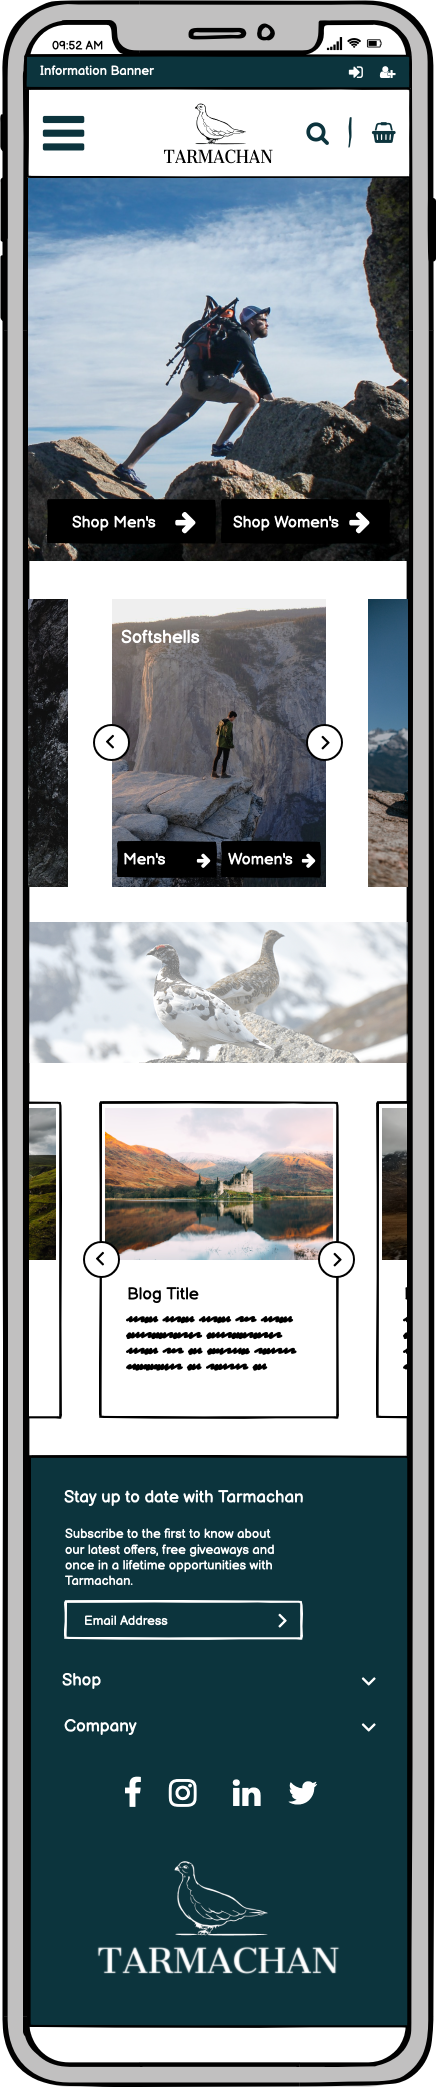 09:52 AM
Information Banner
TARMACHAN
Shop Men's
Shop Women's
Softshells
Men's
Women's
Blog Title
Stay up to date with Tarmachan
Subscribe to the first to know about
our latest offers, free giveaways and
once in a lifetime opportunities with
Tarmachan.
Email Address
Shop
Company
TARMACHAN